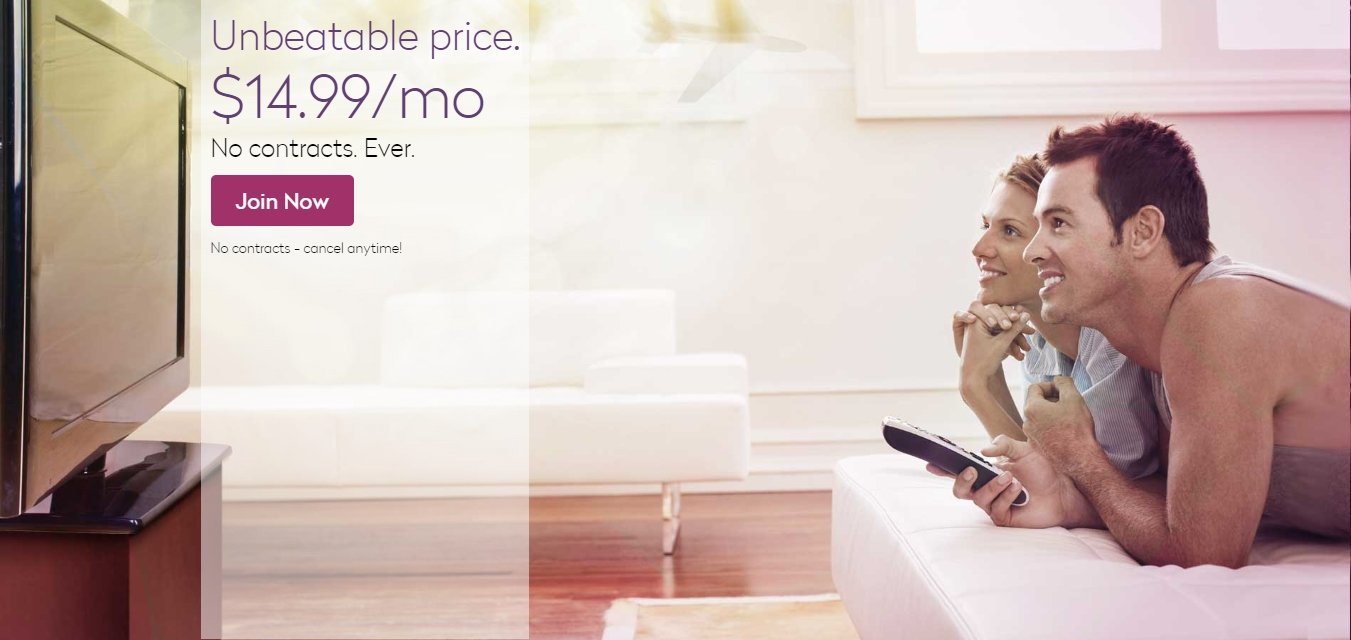 Unbeatable price.
$14.99/mo
No contracts. Ever.
Join Now
No contracts - cancel anytime!